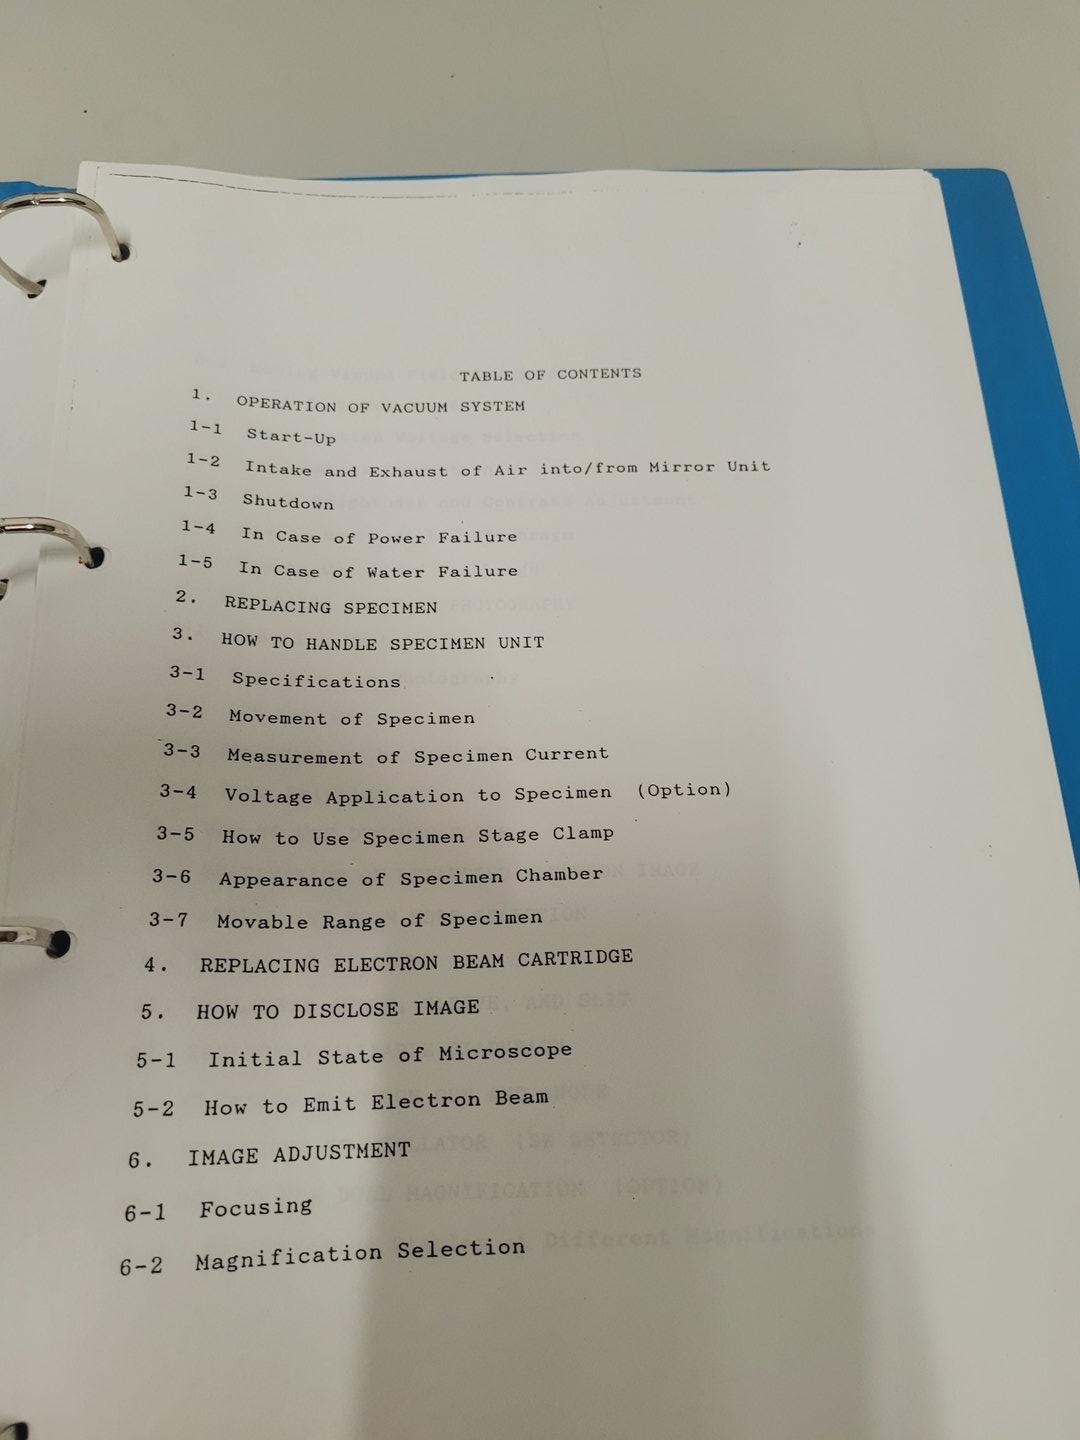 TABLE OF CONTENTS
1. OPERATION OF VACUUM SYSTEM
1-1 Start-Up
1-2 Intake and Exhaust of Air into/from Mirror Unit
1-3 Shutdown
1-4 In Case of Power Failure
1-5 In Case of Water Failure
2. REPLACING SPECIMEN
3. HOW TO HANDLE SPECIMEN UNIT
3-1 Specifications
3-2 Movement of Specimen
3-3 Measurement of Specimen Current
3-4 Voltage Application to Specimen (Option)
3-5 How to Use Specimen Stage Clamp
3-6 Appearance of Specimen Chamber
3-7 Movable Range of Specimen
4. REPLACING ELECTRON BEAM CARTRIDGE
5. HOW TO DISCLOSE IMAGE
5-1 Initial State of Microscope
5-2 How to Emit Electron Beam
6. IMAGE ADJUSTMENT
6-1 Focusing
6-2 Magnification Selection